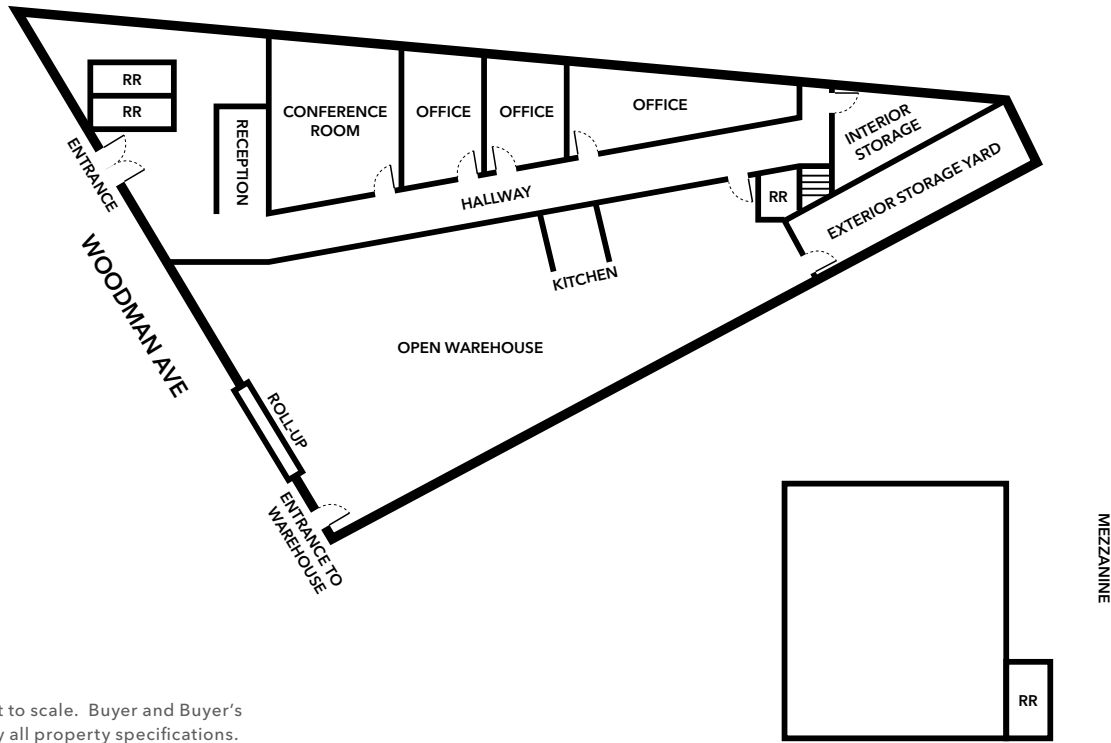 RR
RR
ENTRANCE
RECEPTION
CONFERENCE
ROOM
OFFICE
OFFICE
OFFICE
INTERIOR
STORAGE
HALLWAY
RR
EXTERIOR STORAGE YARD
KITCHEN
WOODMAN AVE
OPEN WAREHOUSE
ROLL-UP
ENTRANCE TO
WAREHOUSE
MEZZANINE
RR
to scale. Buyer and Buyer's
all property specifications.